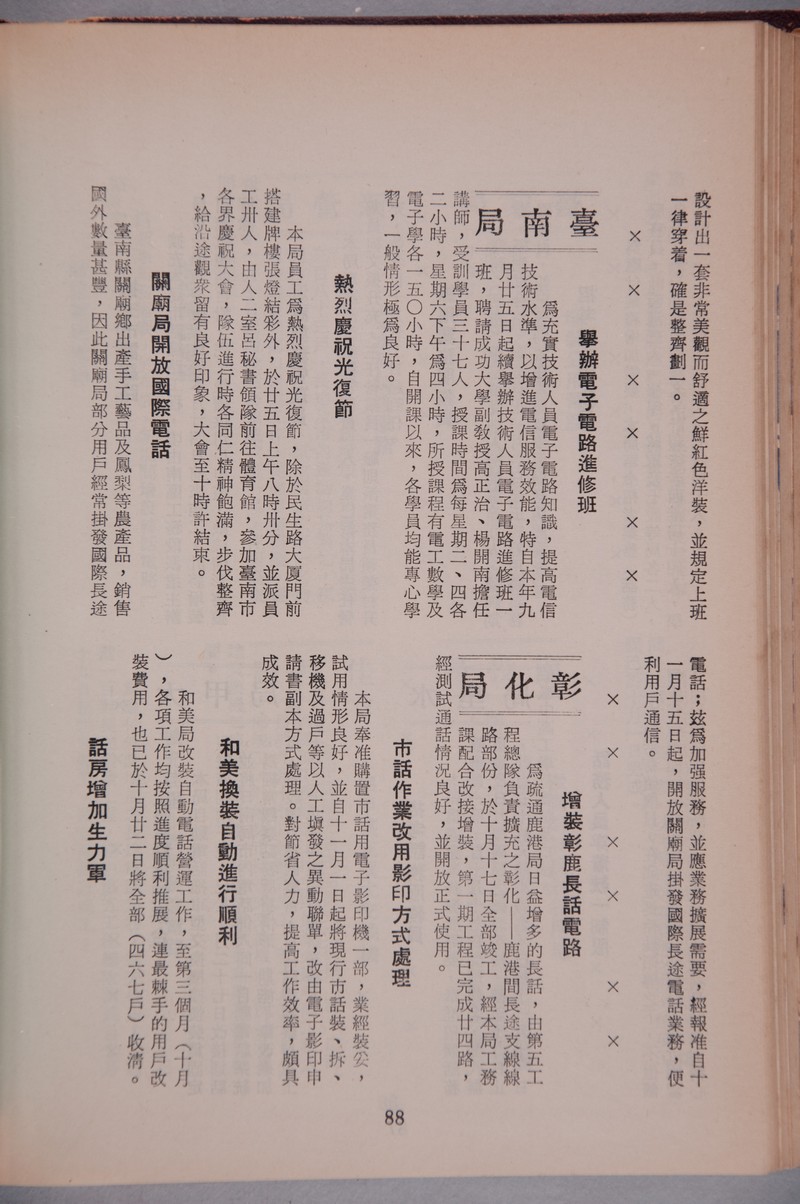 設計出一套非常美觀而舒適之鮮紅色洋裝，並規定上班
一律穿着，確是整齊劃一。
× × × × × ×
臺南局
舉辦電子電路進修班
為充實技術人員電子電路知識，提高電信
技術水準，以增進電信服務效能，特自本年九
月廿五日起續舉辦技術人員電子電路進修班一
班，聘請成功大學副教授高正治、楊開南擔任
講師，受訓學員三十七人，授課時間爲每星期二、四各
二小時，星期六下午爲四小時，所授課程有電工數學及
電子學各一五〇小時，自開課以來，各學員均能專心學
習，一般情形極爲良好。
熱烈慶祝光復節
本局員工爲熱烈慶祝光復節，除於民生路大厦門前
搭建牌樓張燈結彩外，於廿五日上午八時卅分，並派員
工卅人，由人二室呂秘書領隊前往體育館，參加臺南市
各界慶祝大會，隊伍進行時各同仁精神飽滿，步伐整齊
，給沿途觀衆留有良好印象，大會至十時許結束。
關廟局開放國際電話
臺南縣關廟鄉出產手工藝品及鳳梨等農產品，銷售
國外數量甚豐，因此關廟局部分用戶經常掛發國際長途
電話；玆爲加强服務，並應業務擴展需要，經報准自十
一月十五日起，開放關廟局掛發國際長途電話業務，便
利用戶通信。
× × × × × ×
彰化局
增裝彰鹿長話電路
爲疏通鹿港局日益增多的長話，由第五工
程總隊負責擴充之彰化——鹿港間長途支線線
路部份，於十月十七日全部竣工，經本局工務
課配合改接增裝，第一期工程已完成廿四路，
經測試通話情況良好，並開放正式使用。
市話作業改用影印方式處理
本局奉准購置市話用電子影印機一部，業經裝妥，
試用情形良好，並自十一月一日起將現行市話裝、拆、
移機及過戶等以人工塡發之異動聯單，改由電子影印申
請書副本方式處理。對節省人力，提高工作效率，頗具
成效。
和美換裝自動進行順利
和美局改裝自動電話營運工作，至第三個月（十月
），各項工作均按照進度順利推展，連最棘手的用戶改
裝費用，也已於十月廿二日將全部（四六七戶）收清。
話房增加生力軍
88